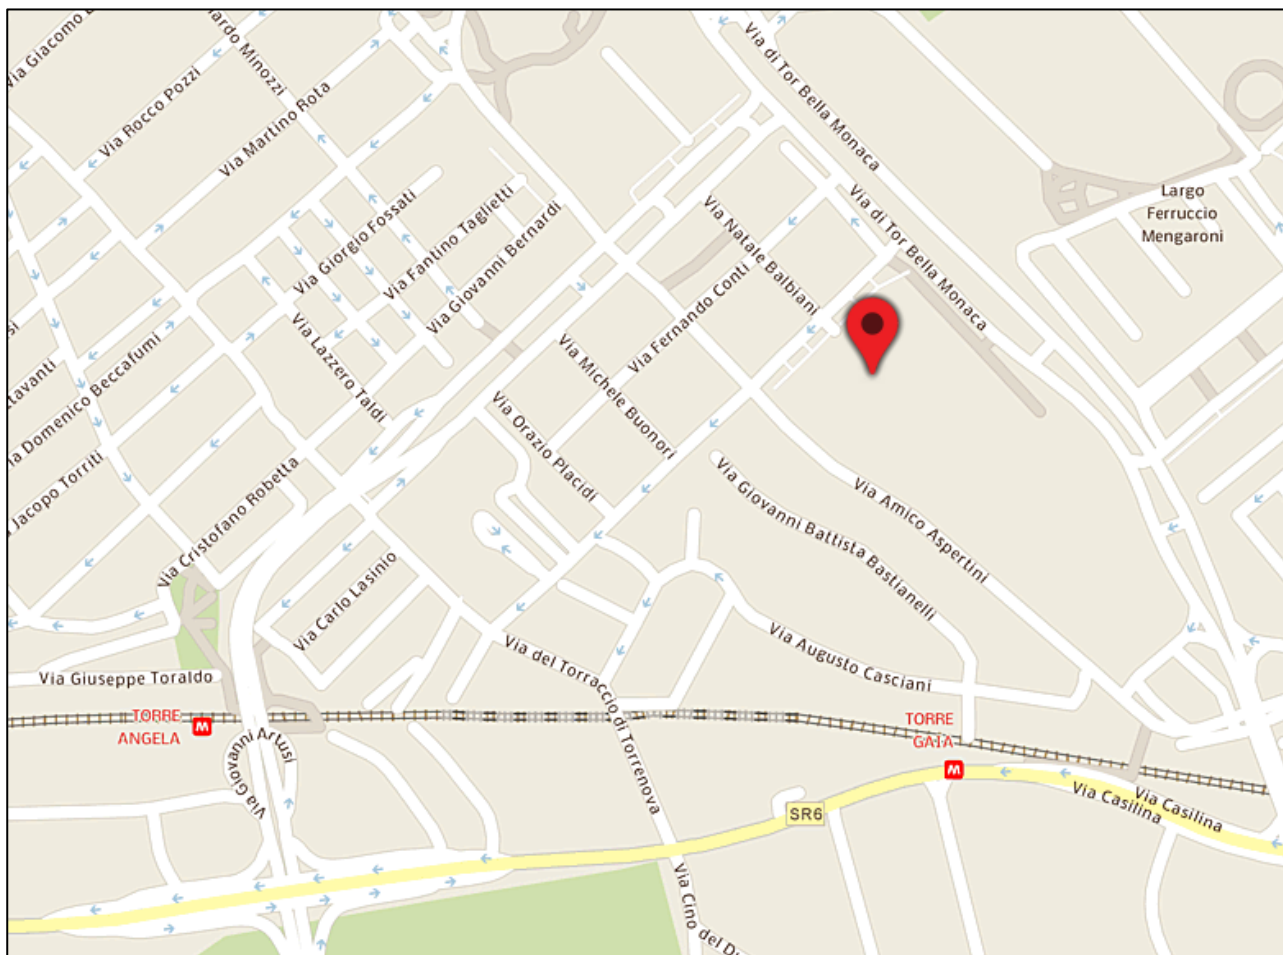 Via Giacomo
ardo Minozzi
Via Rocco Pozzi
Via Martino Rota
Via di Tor Bella Monaca
Via di Tor Bella Monaca
Largo
Ferruccio
Mengaroni
Via Giorgio Fossati
Via Fantino Taglietti
Via Giovanni Bernardi
Via Natale Balbiani
Via Fernando Conti
Via Lazzero Taldi
Via Michele Buonori
Via Orazio Placidi
si
ttavanti
a Domenico Beccafumi
Jacopo Torriti
Via Cristofano Robetta
Via Giovanni Battista Bastianelli
Via Amico Aspertini
Via Carlo Lasinio
Via del Torraccio di Torrenova
Via Augusto Casciani
Via Giuseppe Toraldo
TORRE
ANGELA
M
Via Giovanni Artusi
TORRE
GAIA
M
SR6
Via Casilina
Via Casilina
Via Cino del D